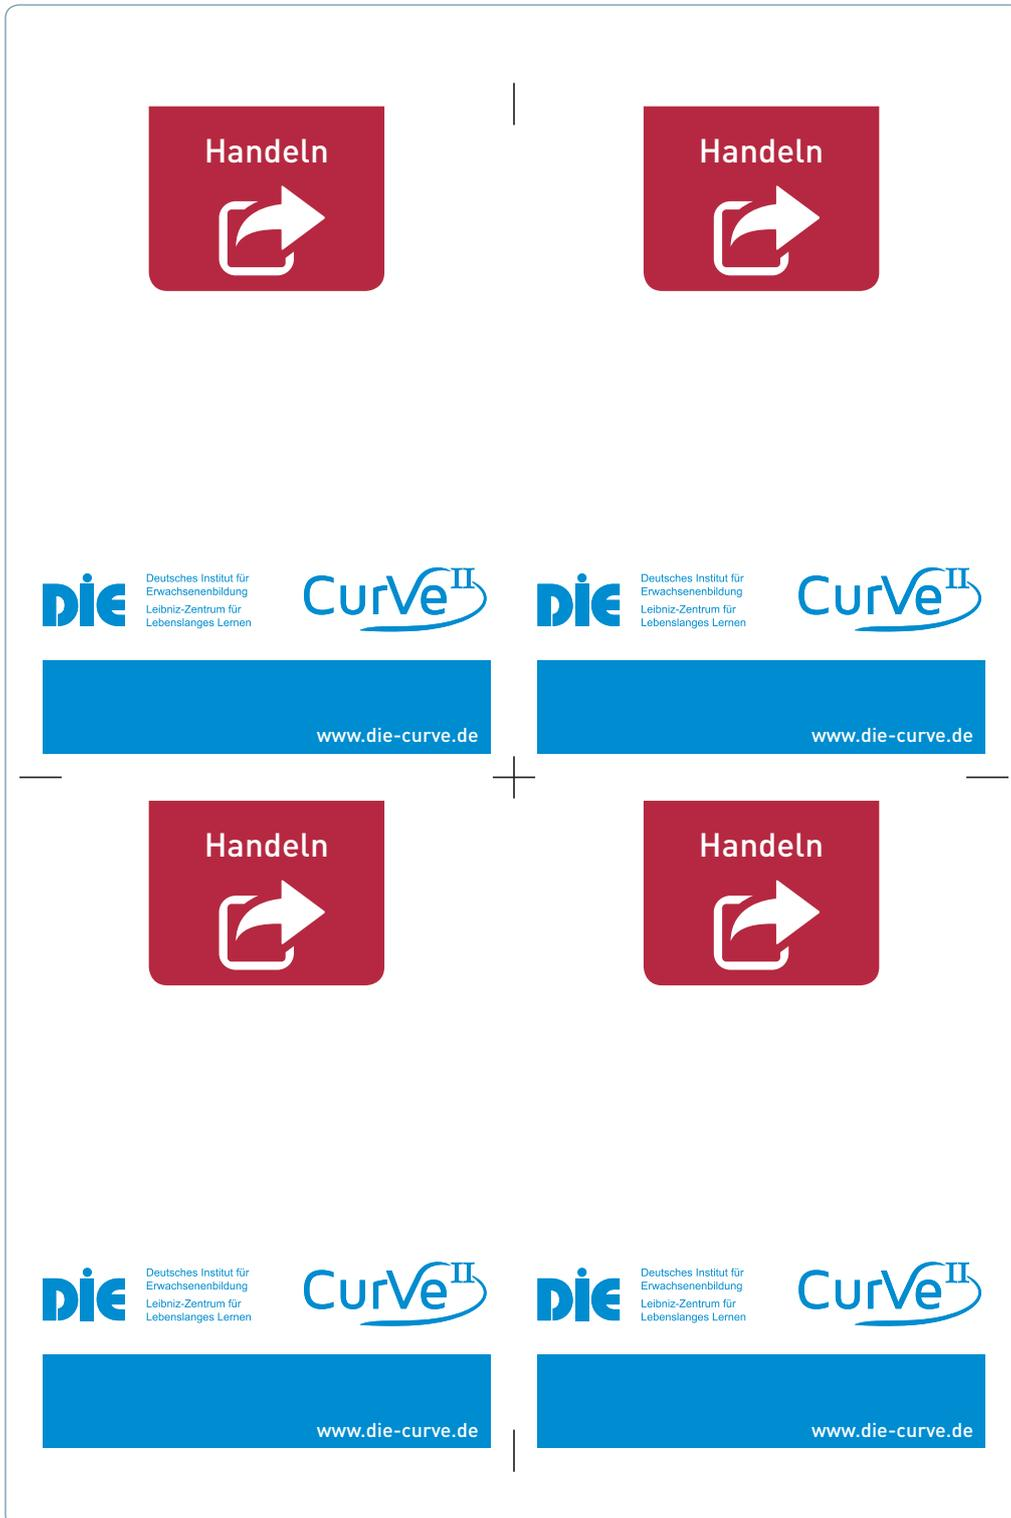 Handeln
Handeln
DIE
Deutsches Institut für
Erwachsenenbildung
Leibniz-Zentrum für
Lebenslanges Lernen
CurVe II
DIE
Deutsches Institut für
Erwachsenenbildung
Leibniz-Zentrum für
Lebenslanges Lernen
CurVe II
www.die-curve.de
www.die-curve.de
Handeln
Handeln
DIE
Deutsches Institut für
Erwachsenenbildung
Leibniz-Zentrum für
Lebenslanges Lernen
CurVe II
DIE
Deutsches Institut für
Erwachsenenbildung
Leibniz-Zentrum für
Lebenslanges Lernen
CurVe II
www.die-curve.de
www.die-curve.de